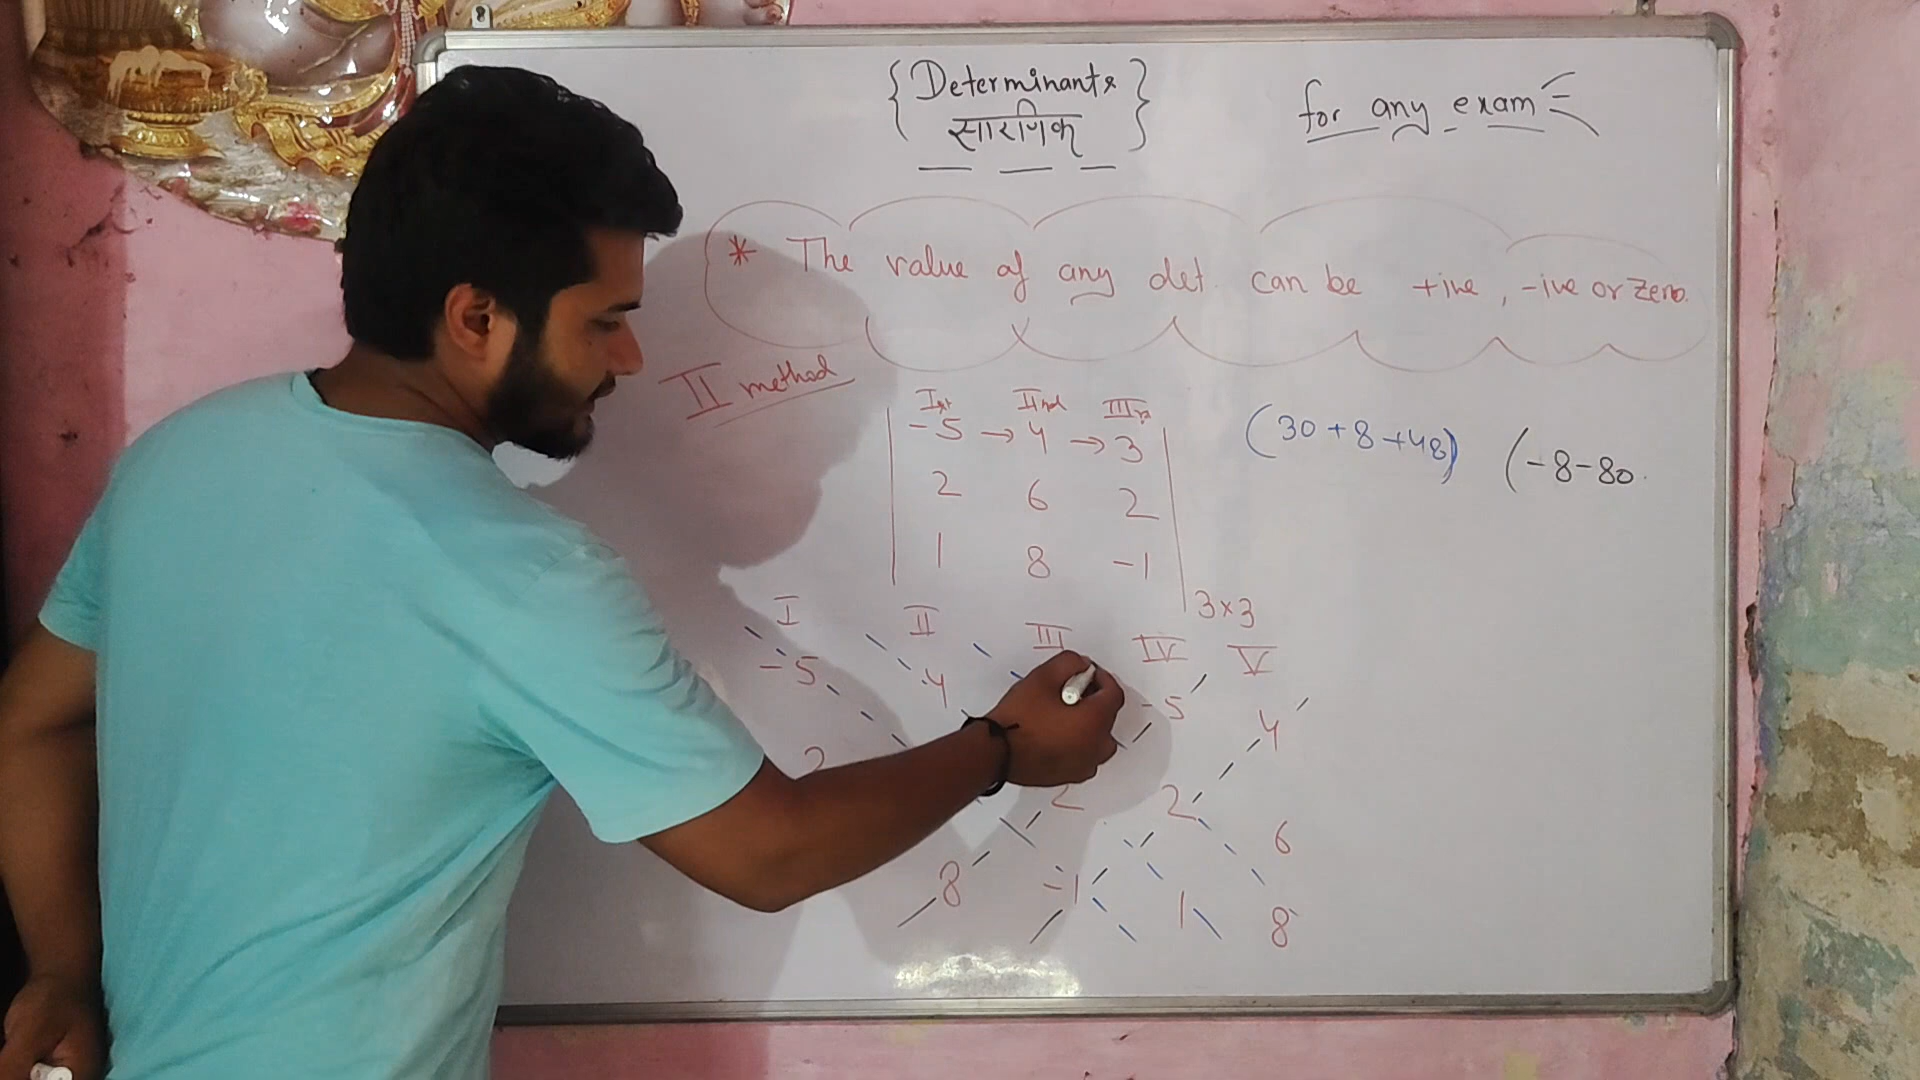 {Determinants}
सारणिक
for any exam
* The value of any det. can be +ive, -ive or zero.
II method
Ist IInd IIIrd
-5 → 4 → 3
2 6 2
1 8 -1
3×3
(30+8+48) (-8-80
I II III IV V
-5 4 -5 4
2 2 2 6
8 -1 1 8